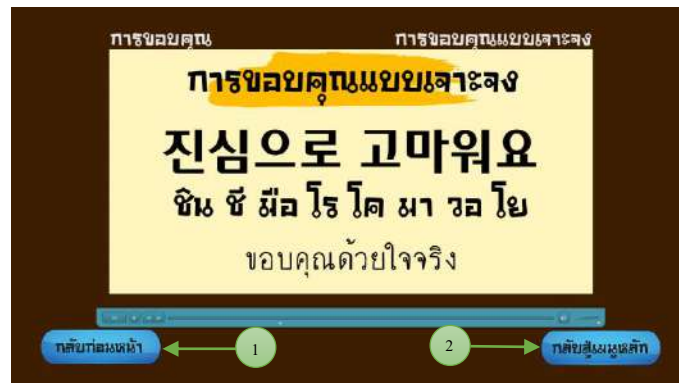 การขอบคุณ
การขอบคุณแบบเจาะจง
การขอบคุณแบบเจาะจง
진심으로 고마워요
ชิน ชี มือ โร โค มา วอ โย
ขอบคุณด้วยใจจริง
กลับก่อนหน้า
1
2
กลับสู่เมนูหลัก